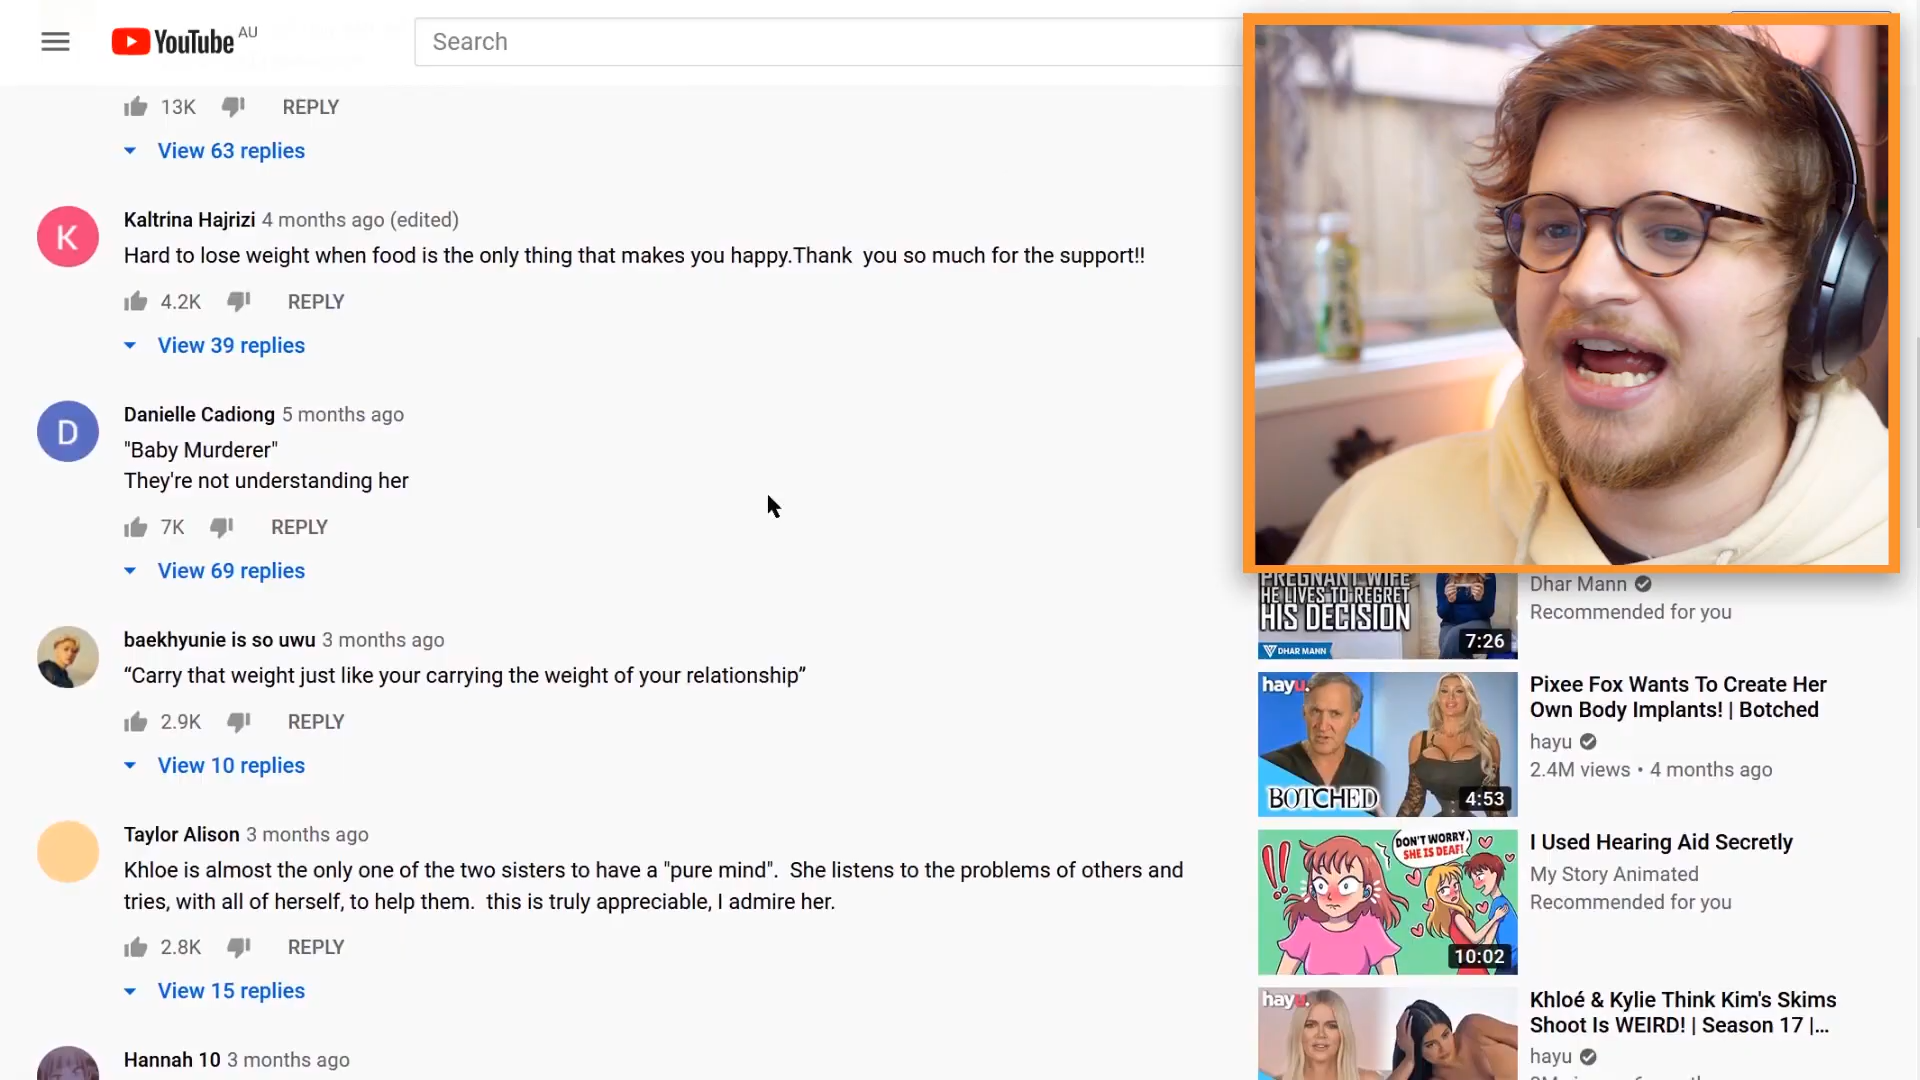 YouTube AU
Search
13K REPLY
View 63 replies
K
Kaltrina Hajrizi 4 months ago (edited)
Hard to lose weight when food is the only thing that makes you happy.Thank  you so much for the support!!
4.2K REPLY
View 39 replies
D
Danielle Cadiong 5 months ago
"Baby Murderer"
They're not understanding her
7K REPLY
View 69 replies
baekhyunie is so uwu 3 months ago
“Carry that weight just like your carrying the weight of your relationship”
2.9K REPLY
View 10 replies
Taylor Alison 3 months ago
Khloe is almost the only one of the two sisters to have a "pure mind".  She listens to the problems of others and
tries, with all of herself, to help them.  this is truly appreciable, I admire her.
2.8K REPLY
View 15 replies
Hannah 10 3 months ago
PREGNANT WIFE
HE LIVES TO REGRET
HIS DECISION
DHAR MANN
7:26
Dhar Mann
Recommended for you
hayu.
BOTCHED
4:53
Pixee Fox Wants To Create Her
Own Body Implants! | Botched
hayu
2.4M views • 4 months ago
DON'T WORRY,
SHE IS DEAF!
10:02
I Used Hearing Aid Secretly
My Story Animated
Recommended for you
hayu.
Khloé & Kylie Think Kim's Skims
Shoot Is WEIRD! | Season 17 |...
hayu